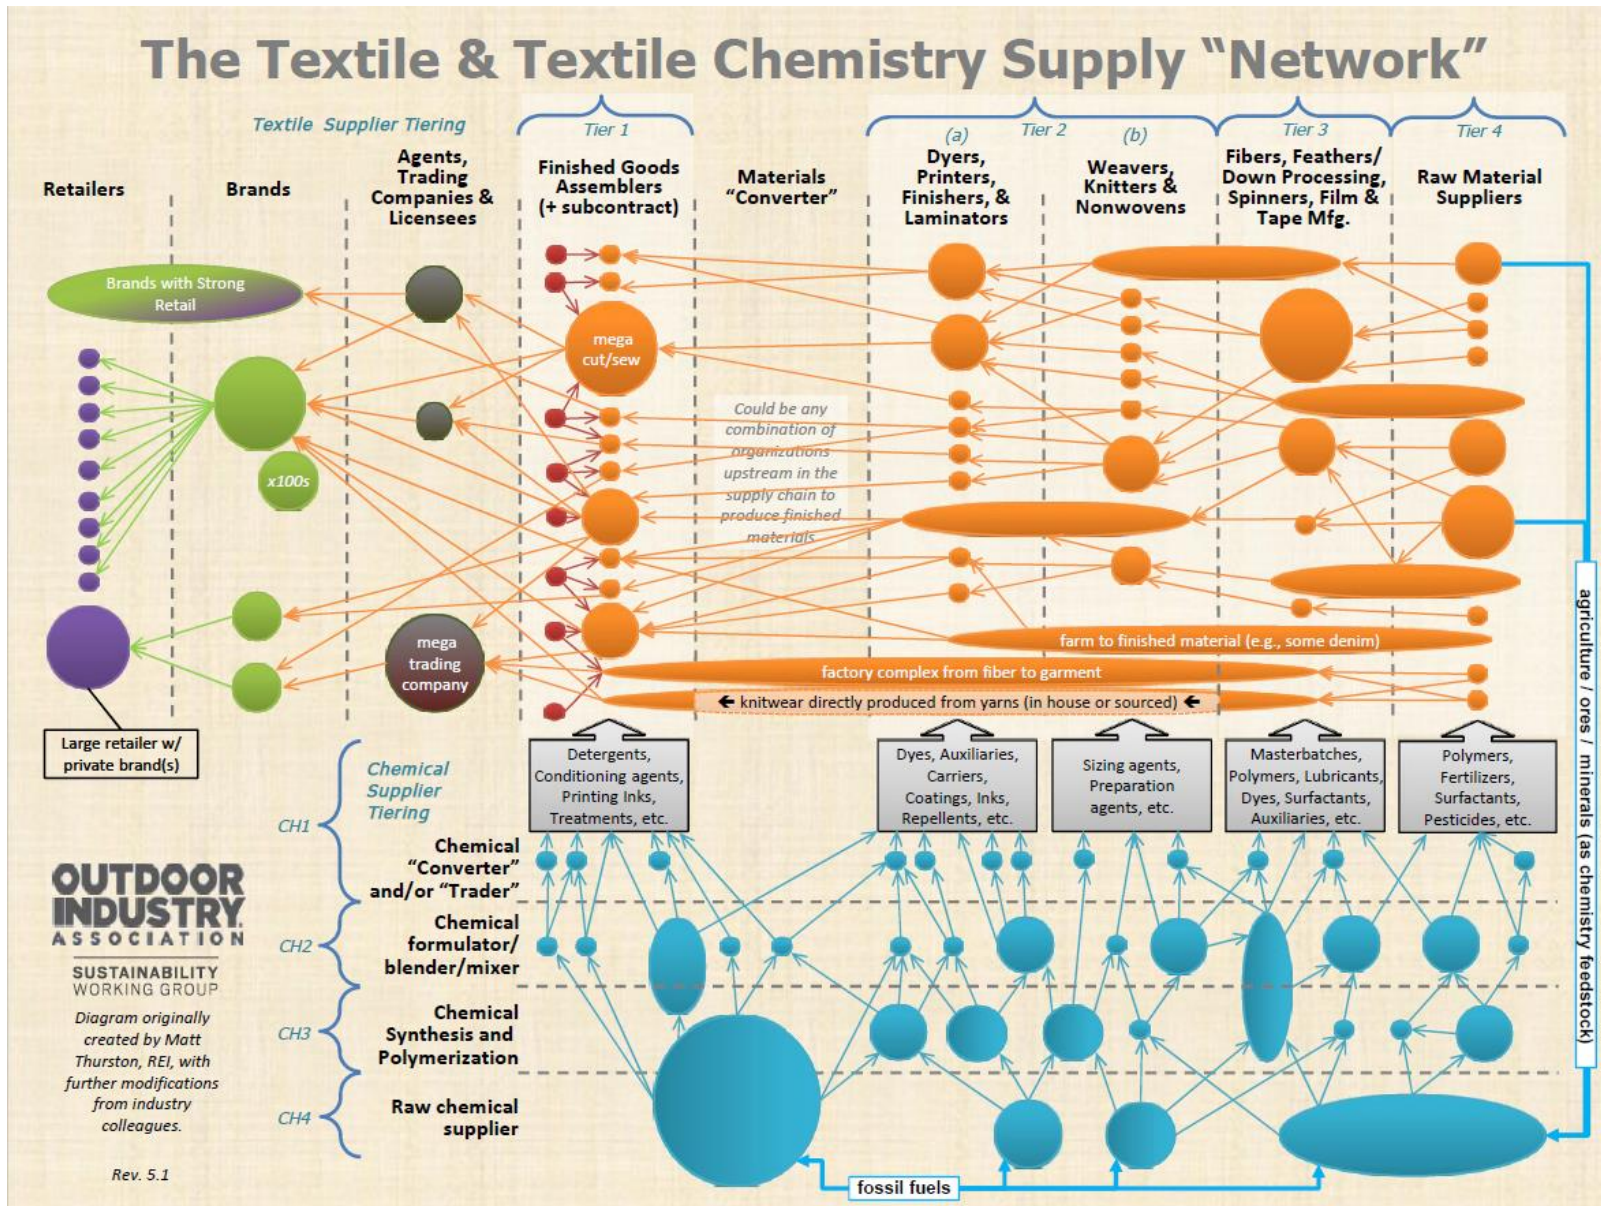 The Textile & Textile Chemistry Supply “Network”
Textile Supplier Tiering
Tier 1
(a)
Tier 2
(b)
Tier 3
Tier 4
Retailers
Brands
Agents,
Trading
Companies &
Licensees
Finished Goods
Assemblers
(+ subcontract)
Materials
“Converter”
Dyers,
Printers,
Finishers, &
Laminators
Weavers,
Knitters &
Nonwovens
Fibers, Feathers/
Down Processing,
Spinners, Film &
Tape Mfg.
Raw Material
Suppliers
Brands with Strong
Retail
mega
cut/sew
Could be any
combination of
organizations
upstream in the
supply chain to
produce finished
materials
x100s
mega
trading
company
farm to finished material (e.g., some denim)
factory complex from fiber to garment
🡸 knitwear directly produced from yarns (in house or sourced) 🡸
Large retailer w/
private brand(s)
agriculture / ores / minerals (as chemistry feedstock)
Chemical
Supplier
Tiering
Detergents,
Conditioning agents,
Printing Inks,
Treatments, etc.
Dyes, Auxiliaries,
Carriers,
Coatings, Inks,
Repellents, etc.
Sizing agents,
Preparation
agents, etc.
Masterbatches,
Polymers, Lubricants,
Dyes, Surfactants,
Auxiliaries, etc.
Polymers,
Fertilizers,
Surfactants,
Pesticides, etc.
CH1
Chemical
“Converter”
and/or “Trader”
CH2
Chemical
formulator/
blender/mixer
CH3
Chemical
Synthesis and
Polymerization
CH4
Raw chemical
supplier
OUTDOOR
INDUSTRY
ASSOCIATION
SUSTAINABILITY
WORKING GROUP
Diagram originally
created by Matt
Thurston, REI, with
further modifications
from industry
colleagues.
Rev. 5.1
fossil fuels